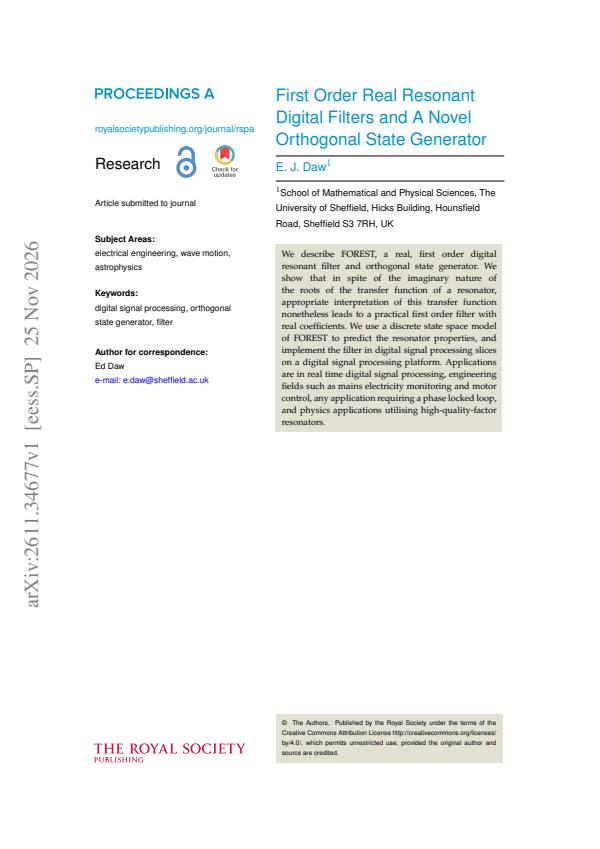 arXiv:2611.34677v1 [eess.SP] 25 Nov 2026
PROCEEDINGS A
royalsocietypublishing.org/journal/rspa
Research
Check for
updates
Article submitted to journal
Subject Areas:
electrical engineering, wave motion,
astrophysics
Keywords:
digital signal processing, orthogonal
state generator, filter
Author for correspondence:
Ed Daw
e-mail: e.daw@sheffield.ac.uk
First Order Real Resonant
Digital Filters and A Novel
Orthogonal State Generator
E. J. Daw1
1School of Mathematical and Physical Sciences, The
University of Sheffield, Hicks Building, Hounsfield
Road, Sheffield S3 7RH, UK
We describe FOREST, a real, first order digital
resonant filter and orthogonal state generator. We
show that in spite of the imaginary nature of
the roots of the transfer function of a resonator,
appropriate interpretation of this transfer function
nonetheless leads to a practical first order filter with
real coefficients. We use a discrete state space model
of FOREST to predict the resonator properties, and
implement the filter in digital signal processing slices
on a digital signal processing platform. Applications
are in real time digital signal processing, engineering
fields such as mains electricity monitoring and motor
control, any application requiring a phase locked loop,
and physics applications utilising high-quality-factor
resonators.
© The Authors. Published by the Royal Society under the terms of the
Creative Commons Attribution License http://creativecommons.org/licenses/
by/4.0/, which permits unrestricted use, provided the original author and
source are credited.
THE ROYAL SOCIETY
PUBLISHING